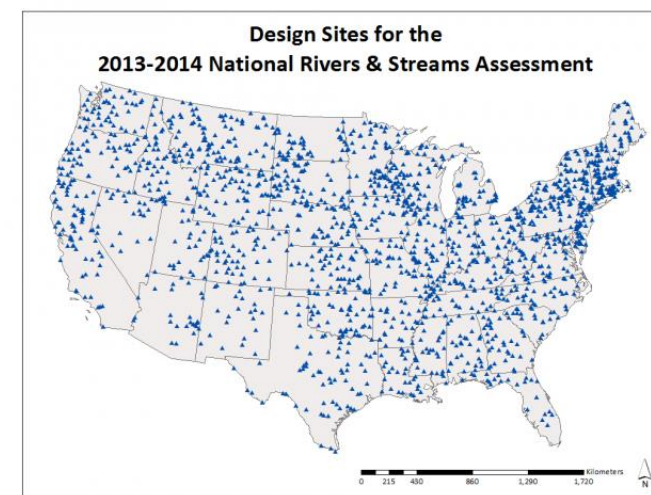 Design Sites for the
2013-2014 National Rivers & Streams Assessment
Kilometers
0 215 430 860 1,290 1,720
N